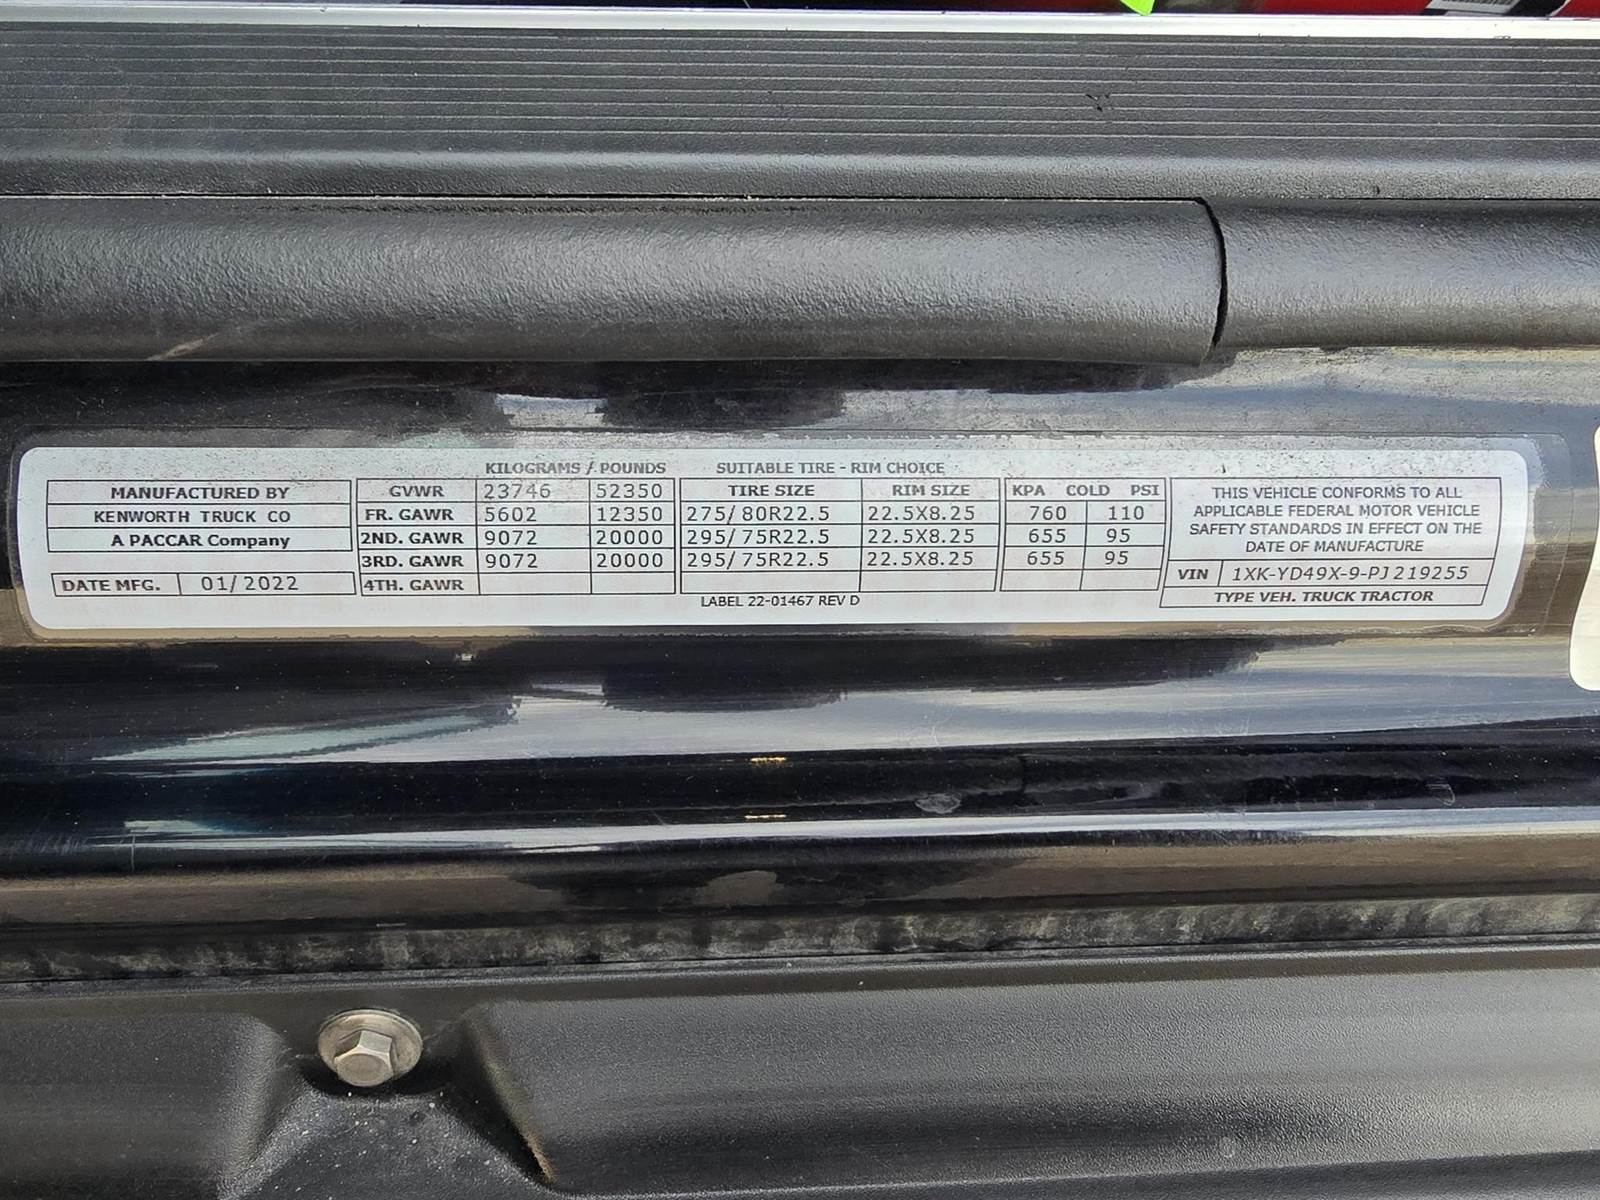 KILOGRAMS / POUNDS SUITABLE TIRE - RIM CHOICE
MANUFACTURED BY
KENWORTH TRUCK CO
A PACCAR Company
DATE MFG. 01/2022
GVWR 23746 52350
FR. GAWR 5602 12350
2ND. GAWR 9072 20000
3RD. GAWR 9072 20000
4TH. GAWR
TIRE SIZE RIM SIZE
275/80R22.5 22.5X8.25
295/75R22.5 22.5X8.25
295/75R22.5 22.5X8.25
LABEL 22-01467 REV D
KPA COLD PSI
760 110
655 95
655 95
THIS VEHICLE CONFORMS TO ALL
APPLICABLE FEDERAL MOTOR VEHICLE
SAFETY STANDARDS IN EFFECT ON THE
DATE OF MANUFACTURE
VIN 1XK-YD49X-9-PJ219255
TYPE VEH. TRUCK TRACTOR